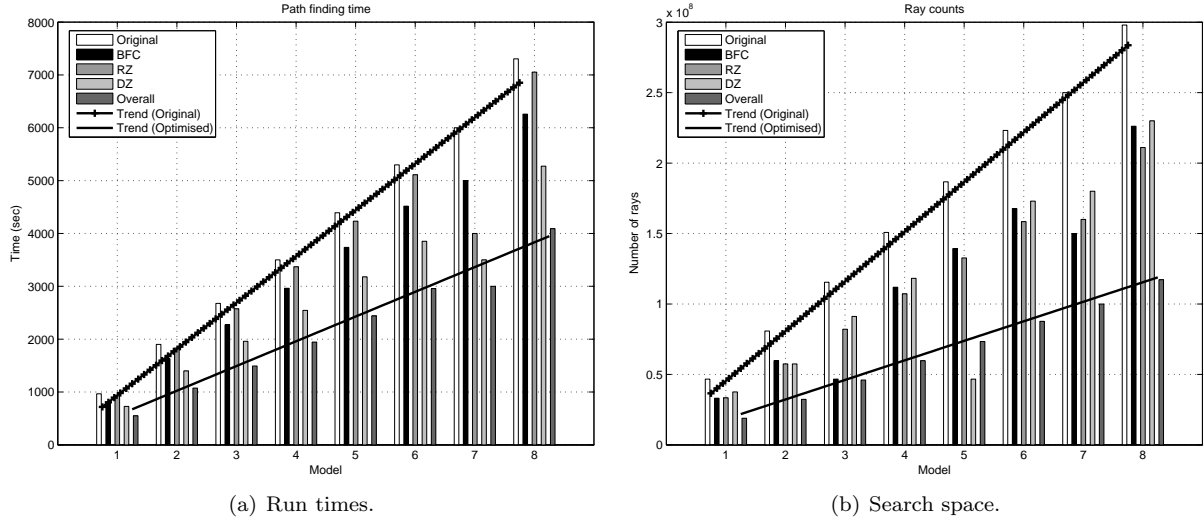 Path finding time
8000
7000
6000
5000
4000
3000
2000
1000
0
Time (sec)
Original
BFC
RZ
DZ
Overall
Trend (Original)
Trend (Optimised)
1 2 3 4 5 6 7 8
Model
(a) Run times.
Ray counts
x 10^8
3
2.5
2
1.5
1
0.5
0
Number of rays
Original
BFC
RZ
DZ
Overall
Trend (Original)
Trend (Optimised)
1 2 3 4 5 6 7 8
Model
(b) Search space.